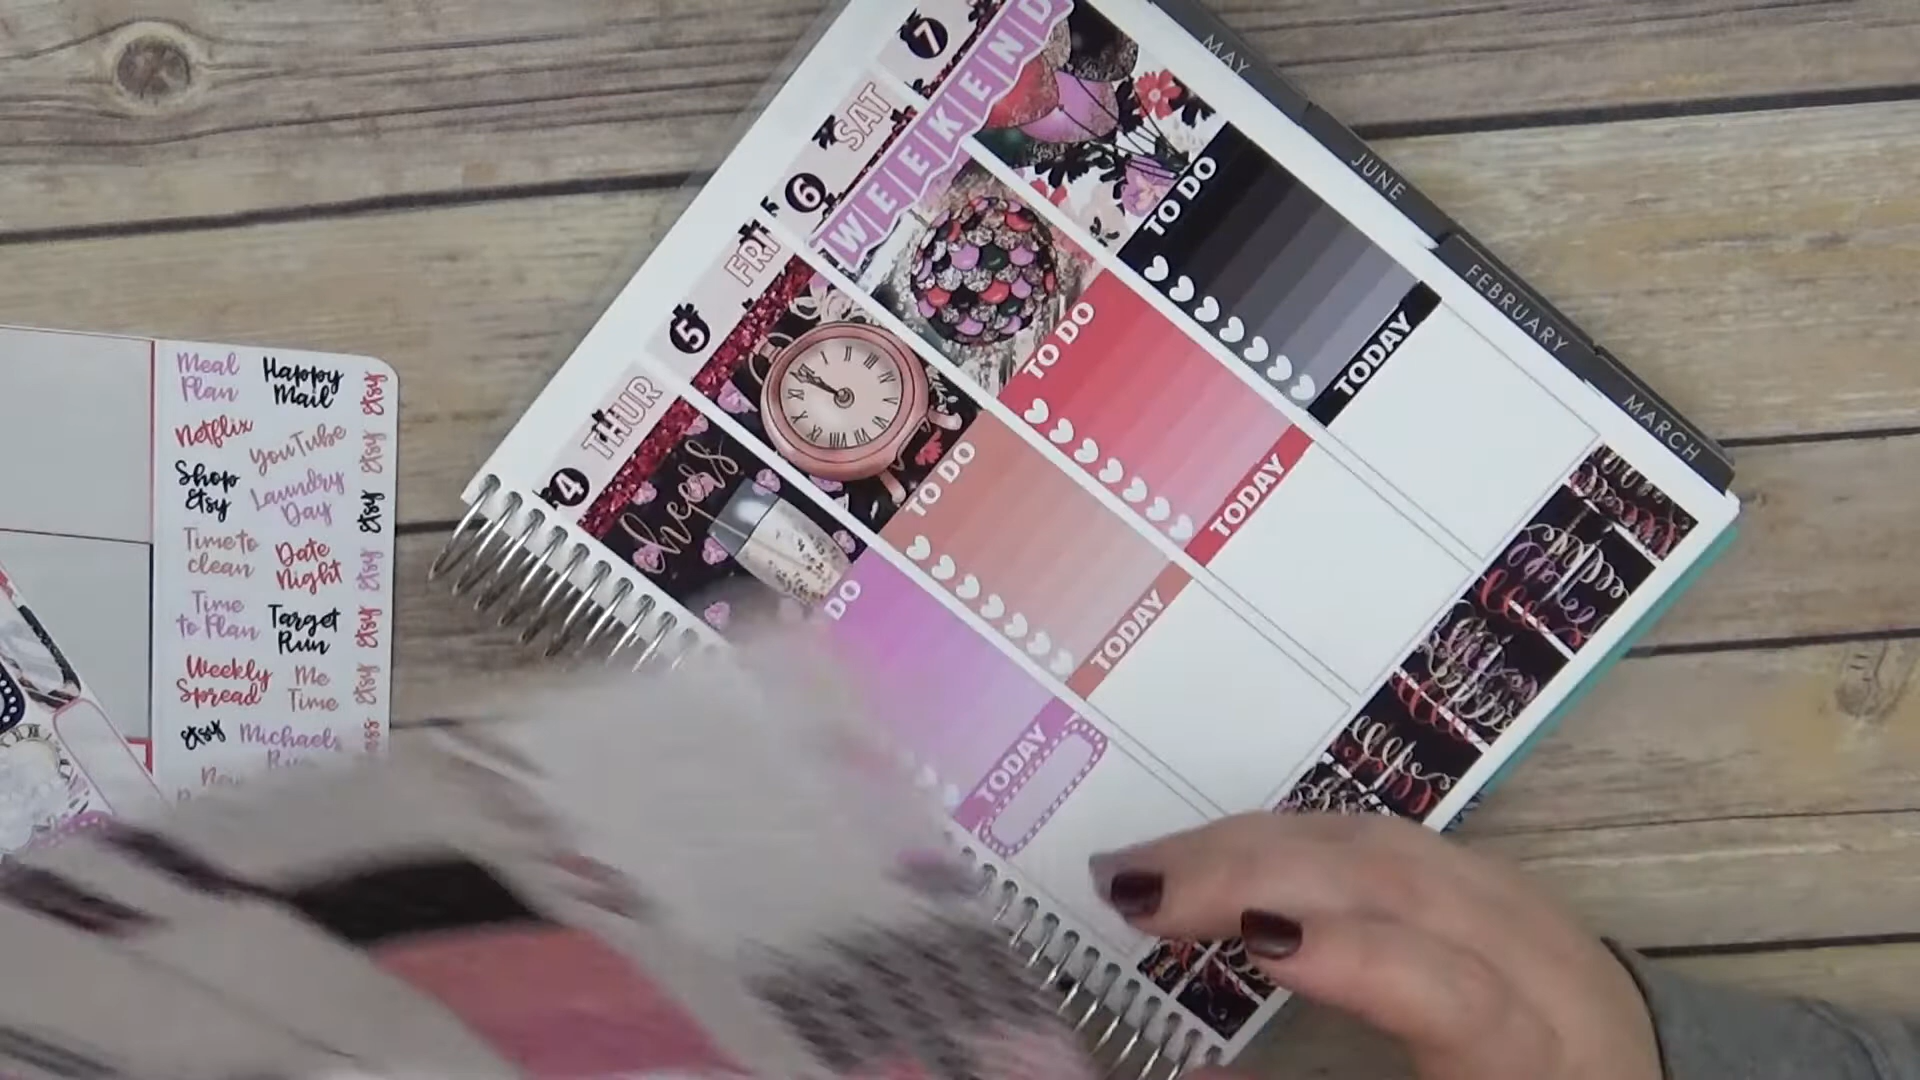 MAY
JUNE
FEBRUARY
MARCH
7
SAT
6
FRI
5
THUR
4
WEEKEND
cheers
TO DO
TODAY
TO DO
TODAY
TO DO
TODAY
DO
TODAY
Meal
Plan
Happy
Mail
Netflix
YouTube
Shop
Etsy
Laundry
Day
Time to
clean
Date
Night
Time
to Plan
Target
Run
Weekly
Spread
Me
Time
Etsy
Michaels
Etsy
Etsy
Etsy
Etsy
Etsy
Etsy